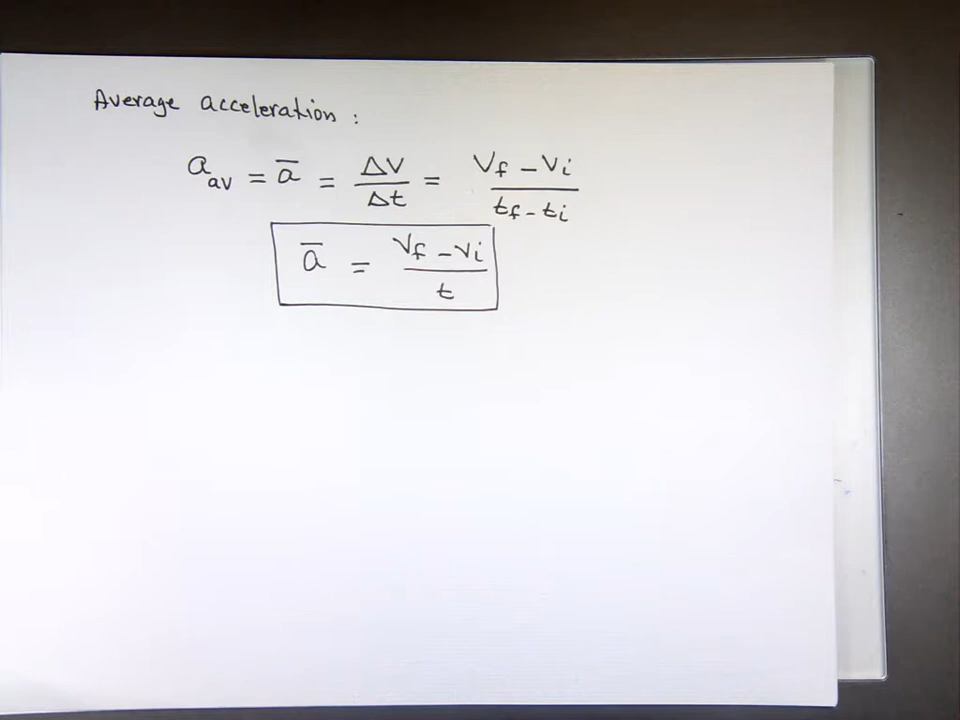 Average acceleration :
a_av = a̅ = ΔV/Δt = (V_f - V_i)/(t_f - t_i)
a̅ = (V_f - V_i)/t